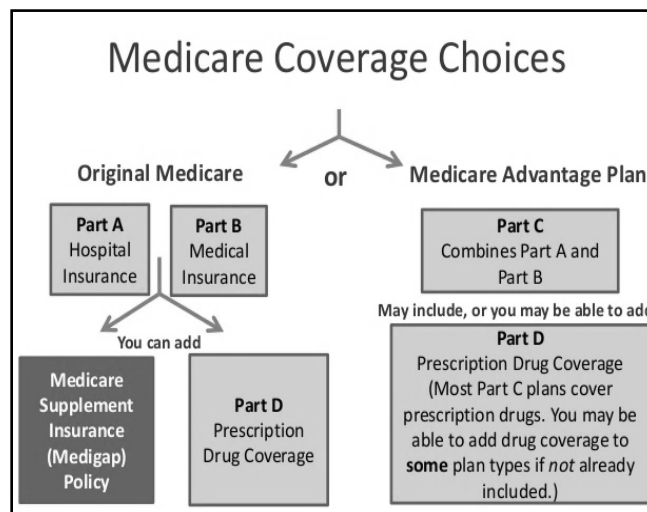 Medicare Coverage Choices
Original Medicare
or
Medicare Advantage Plan
Part A
Hospital
Insurance
Part B
Medical
Insurance
You can add
Medicare
Supplement
Insurance
(Medigap)
Policy
Part D
Prescription
Drug Coverage
Part C
Combines Part A and
Part B
May include, or you may be able to add
Part D
Prescription Drug Coverage
(Most Part C plans cover
prescription drugs. You may be
able to add drug coverage to
some plan types if not already
included.)